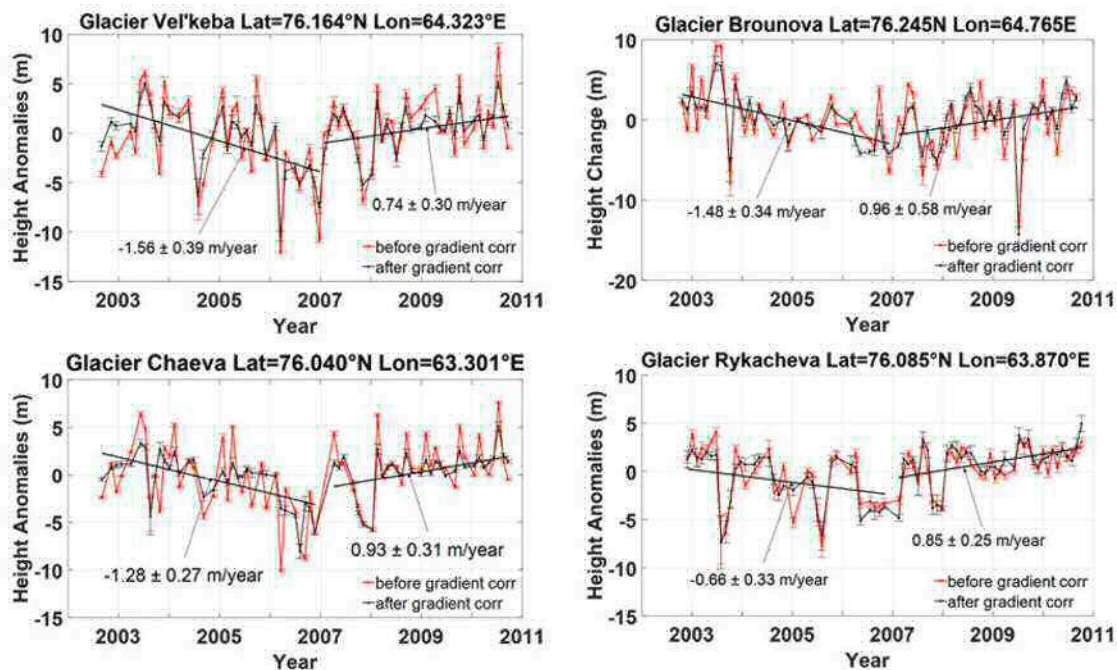 Glacier Vel'keba Lat=76.164°N Lon=64.323°E
Height Anomalies (m)
10
5
0
-5
-10
-15
-1.56 ± 0.39 m/year
0.74 ± 0.30 m/year
before gradient corr
after gradient corr
2003 2005 2007 2009 2011
Year
Glacier Brounova Lat=76.245N Lon=64.765E
Height Change (m)
10
0
-10
-20
-1.48 ± 0.34 m/year
0.96 ± 0.58 m/year
before gradient corr
after gradient corr
2003 2005 2007 2009 2011
Year
Glacier Chaeva Lat=76.040°N Lon=63.301°E
Height Anomalies (m)
10
5
0
-5
-10
-15
-1.28 ± 0.27 m/year
0.93 ± 0.31 m/year
before gradient corr
after gradient corr
2003 2005 2007 2009 2011
Year
Glacier Rykacheva Lat=76.085°N Lon=63.870°E
Height Anomalies (m)
10
5
0
-5
-10
-15
-0.66 ± 0.33 m/year
0.85 ± 0.25 m/year
before gradient corr
after gradient corr
2003 2005 2007 2009 2011
Year